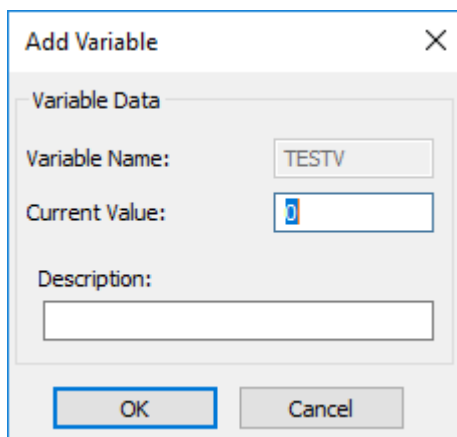 Add Variable
Variable Data
Variable Name: TESTV
Current Value: 0
Description:
OK Cancel